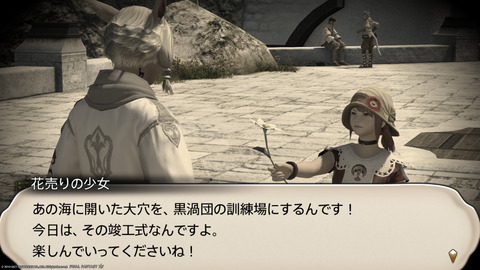 花売りの少女
あの海に開いた大穴を、黒渦団の訓練場にするんです！
今日は、その竣工式なんですよ。
楽しんでいってくださいね！